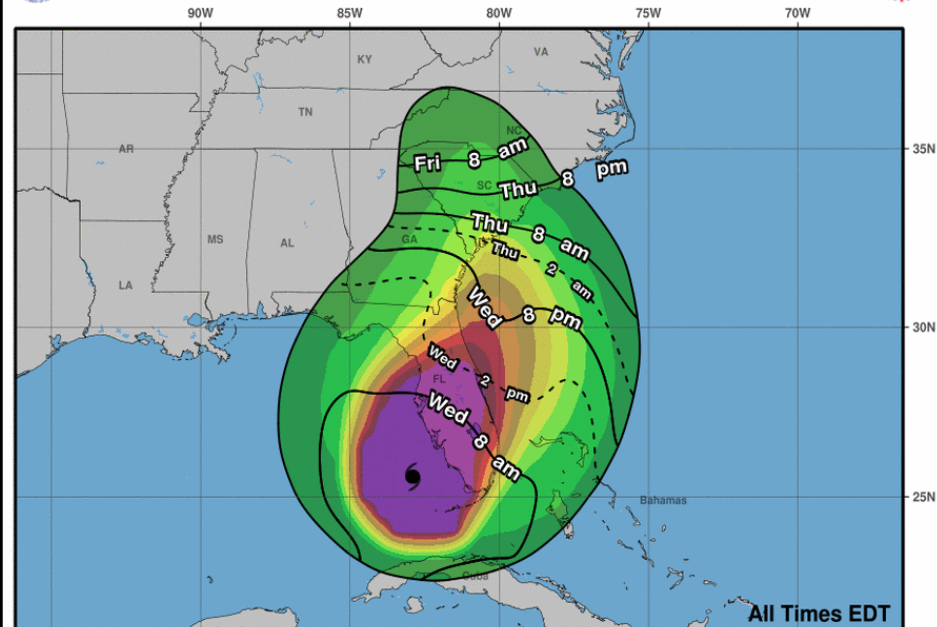 90W 85W 80W 75W 70W
KY
VA
TN
NC
AR
Fri 8 am
35N
Thu 8 pm
SC
Thu 8 am
MS
AL
GA
Thu 2 am
LA
Wed 8 pm
30N
Wed 2 pm
FL
Wed 8 am
25N
Bahamas
Cuba
All Times EDT